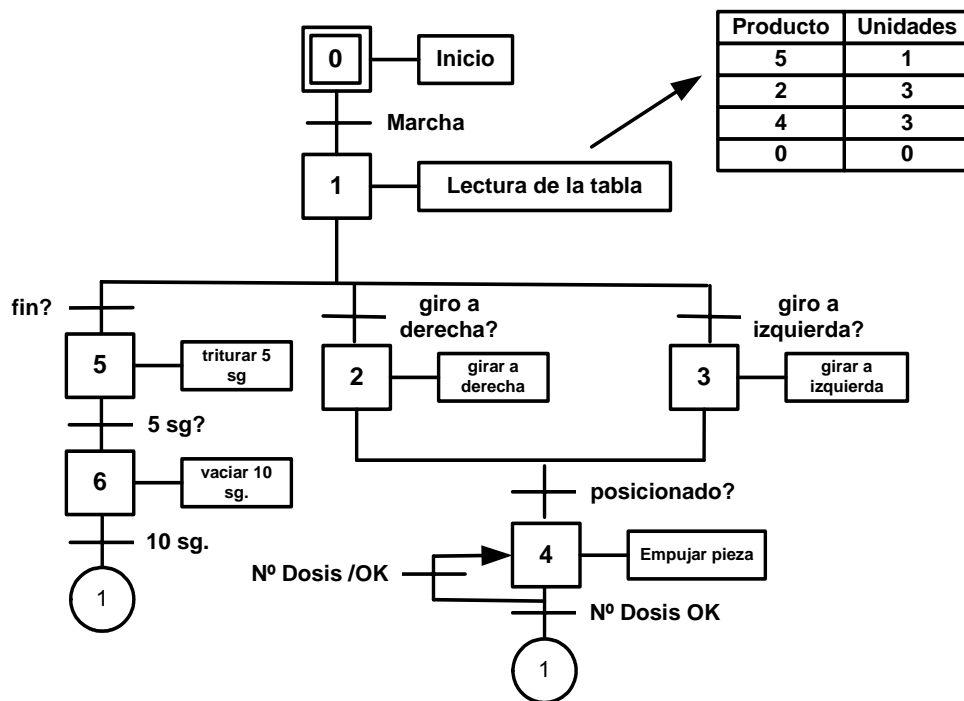 0
Inicio
Producto Unidades
5 1
2 3
4 3
0 0
Marcha
1
Lectura de la tabla
fin?
giro a
derecha?
giro a
izquierda?
5
triturar 5
sg
2
girar a
derecha
3
girar a
izquierda
5 sg?
6
vaciar 10
sg.
posicionado?
10 sg.
4
Empujar pieza
Nº Dosis /OK
Nº Dosis OK
1
1